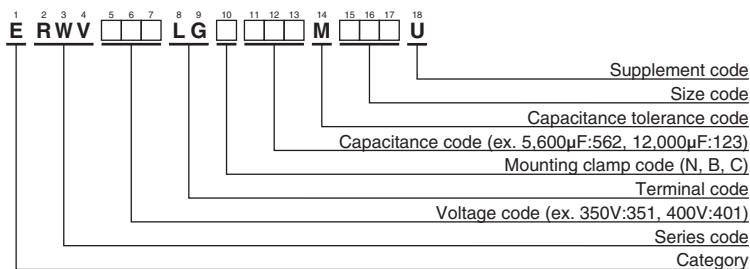 1 2 3 4 5 6 7 8 9 10 11 12 13 14 15 16 17 18
E R W V □□□ L G □ □□□ M □□□ U
Supplement code
Size code
Capacitance tolerance code
Capacitance code (ex. 5,600µF:562, 12,000µF:123)
Mounting clamp code (N, B, C)
Terminal code
Voltage code (ex. 350V:351, 400V:401)
Series code
Category